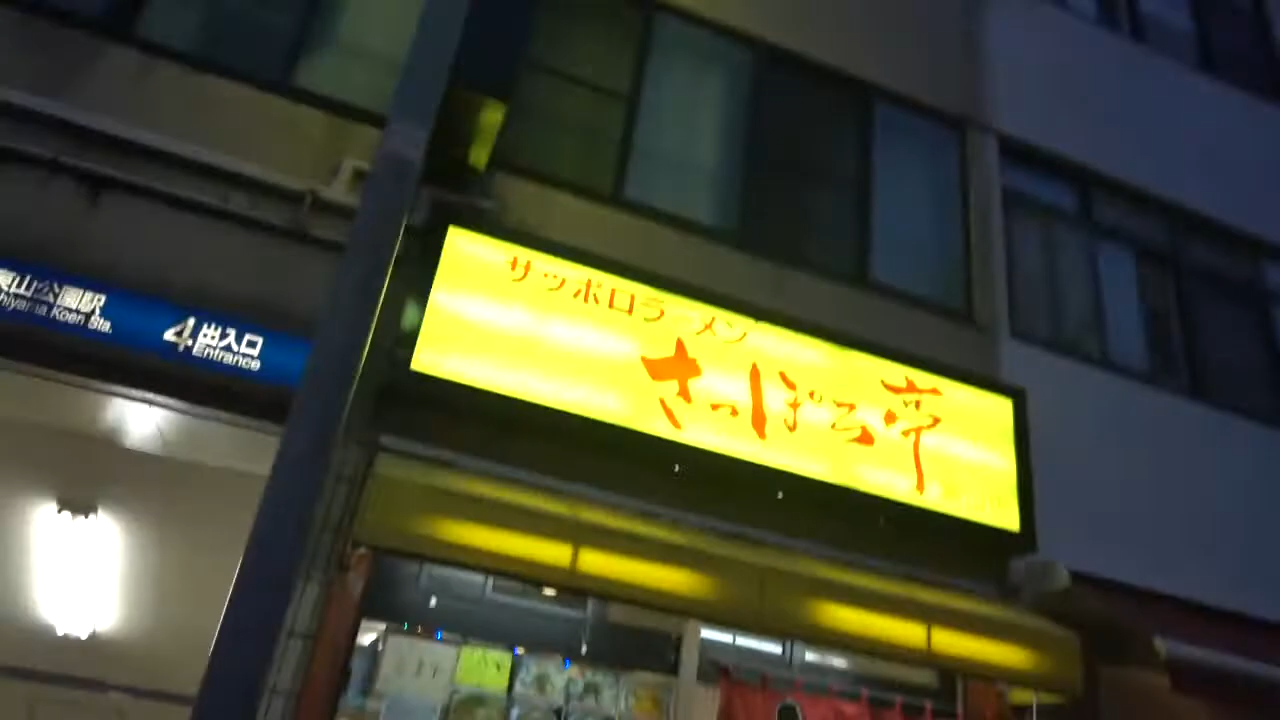 東山公園駅
hiyama Koen Sta.
4 出入口
Entrance
サッポロラーメン
さっぽろ亭